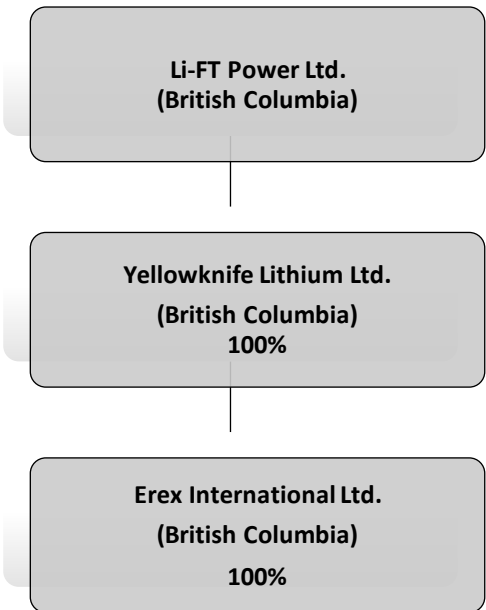 Li-FT Power Ltd.
(British Columbia)
Yellowknife Lithium Ltd.
(British Columbia)
100%
Erex International Ltd.
(British Columbia)
100%